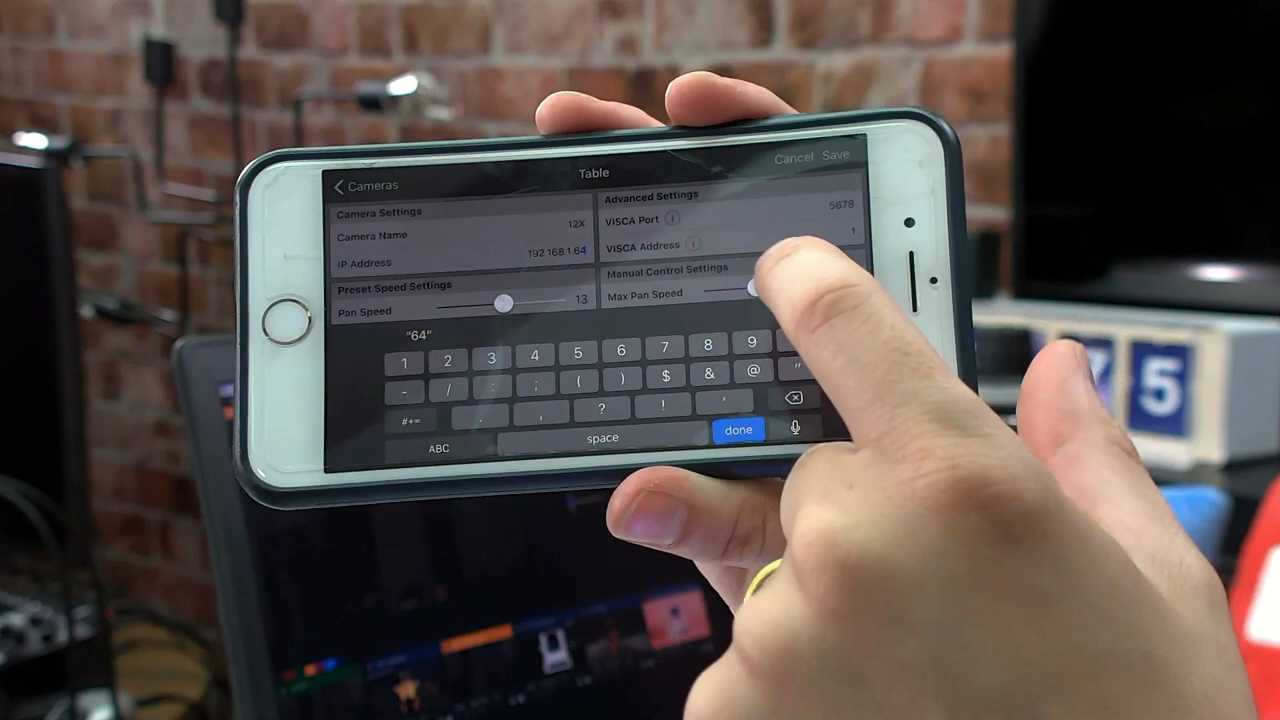 Cameras
Table
Cancel Save
Camera Settings
Camera Name 12X
IP Address 192.168.1.64
Preset Speed Settings
Pan Speed 13
Advanced Settings
VISCA Port i 5678
VISCA Address i 1
Manual Control Settings
Max Pan Speed
"64"
1 2 3 4 5 6 7 8 9
- / : ; ( ) $ & @ "
#+= . , ? ! '
ABC space done
5